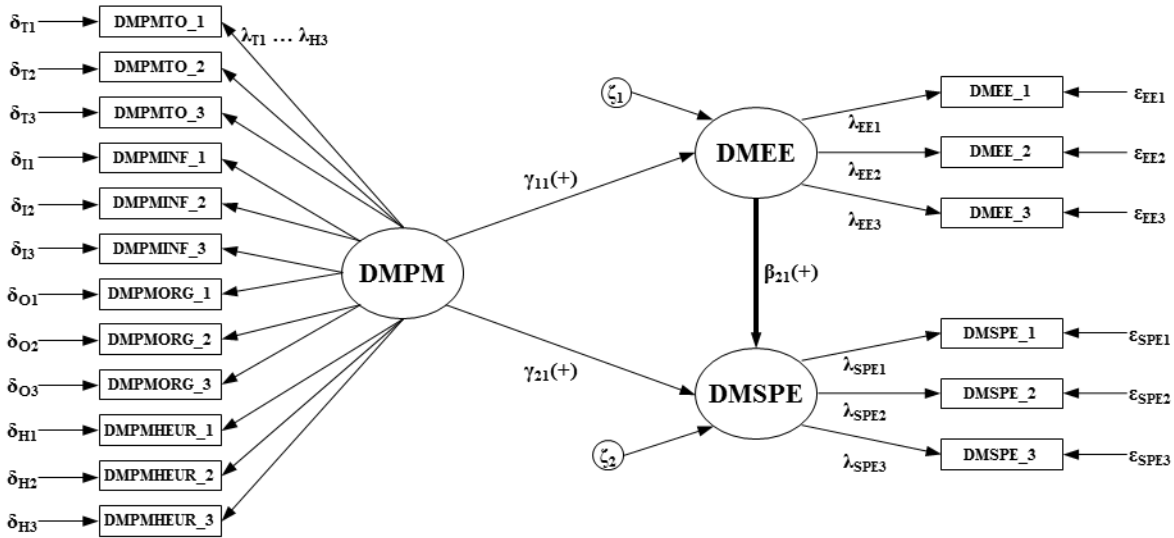 δT1 DMPMTO_1
λT1 … λH3
δT2 DMPMTO_2
δT3 DMPMTO_3
δI1 DMPMINF_1
δI2 DMPMINF_2
δI3 DMPMINF_3
δO1 DMPMORG_1
δO2 DMPMORG_2
δO3 DMPMORG_3
δH1 DMPMHEUR_1
δH2 DMPMHEUR_2
δH3 DMPMHEUR_3
DMPM
γ11(+)
γ21(+)
ζ1
DMEE
β21(+)
DMSPE
ζ2
λEE1
λEE2
λEE3
DMEE_1 εEE1
DMEE_2 εEE2
DMEE_3 εEE3
λSPE1
λSPE2
λSPE3
DMSPE_1 εSPE1
DMSPE_2 εSPE2
DMSPE_3 εSPE3